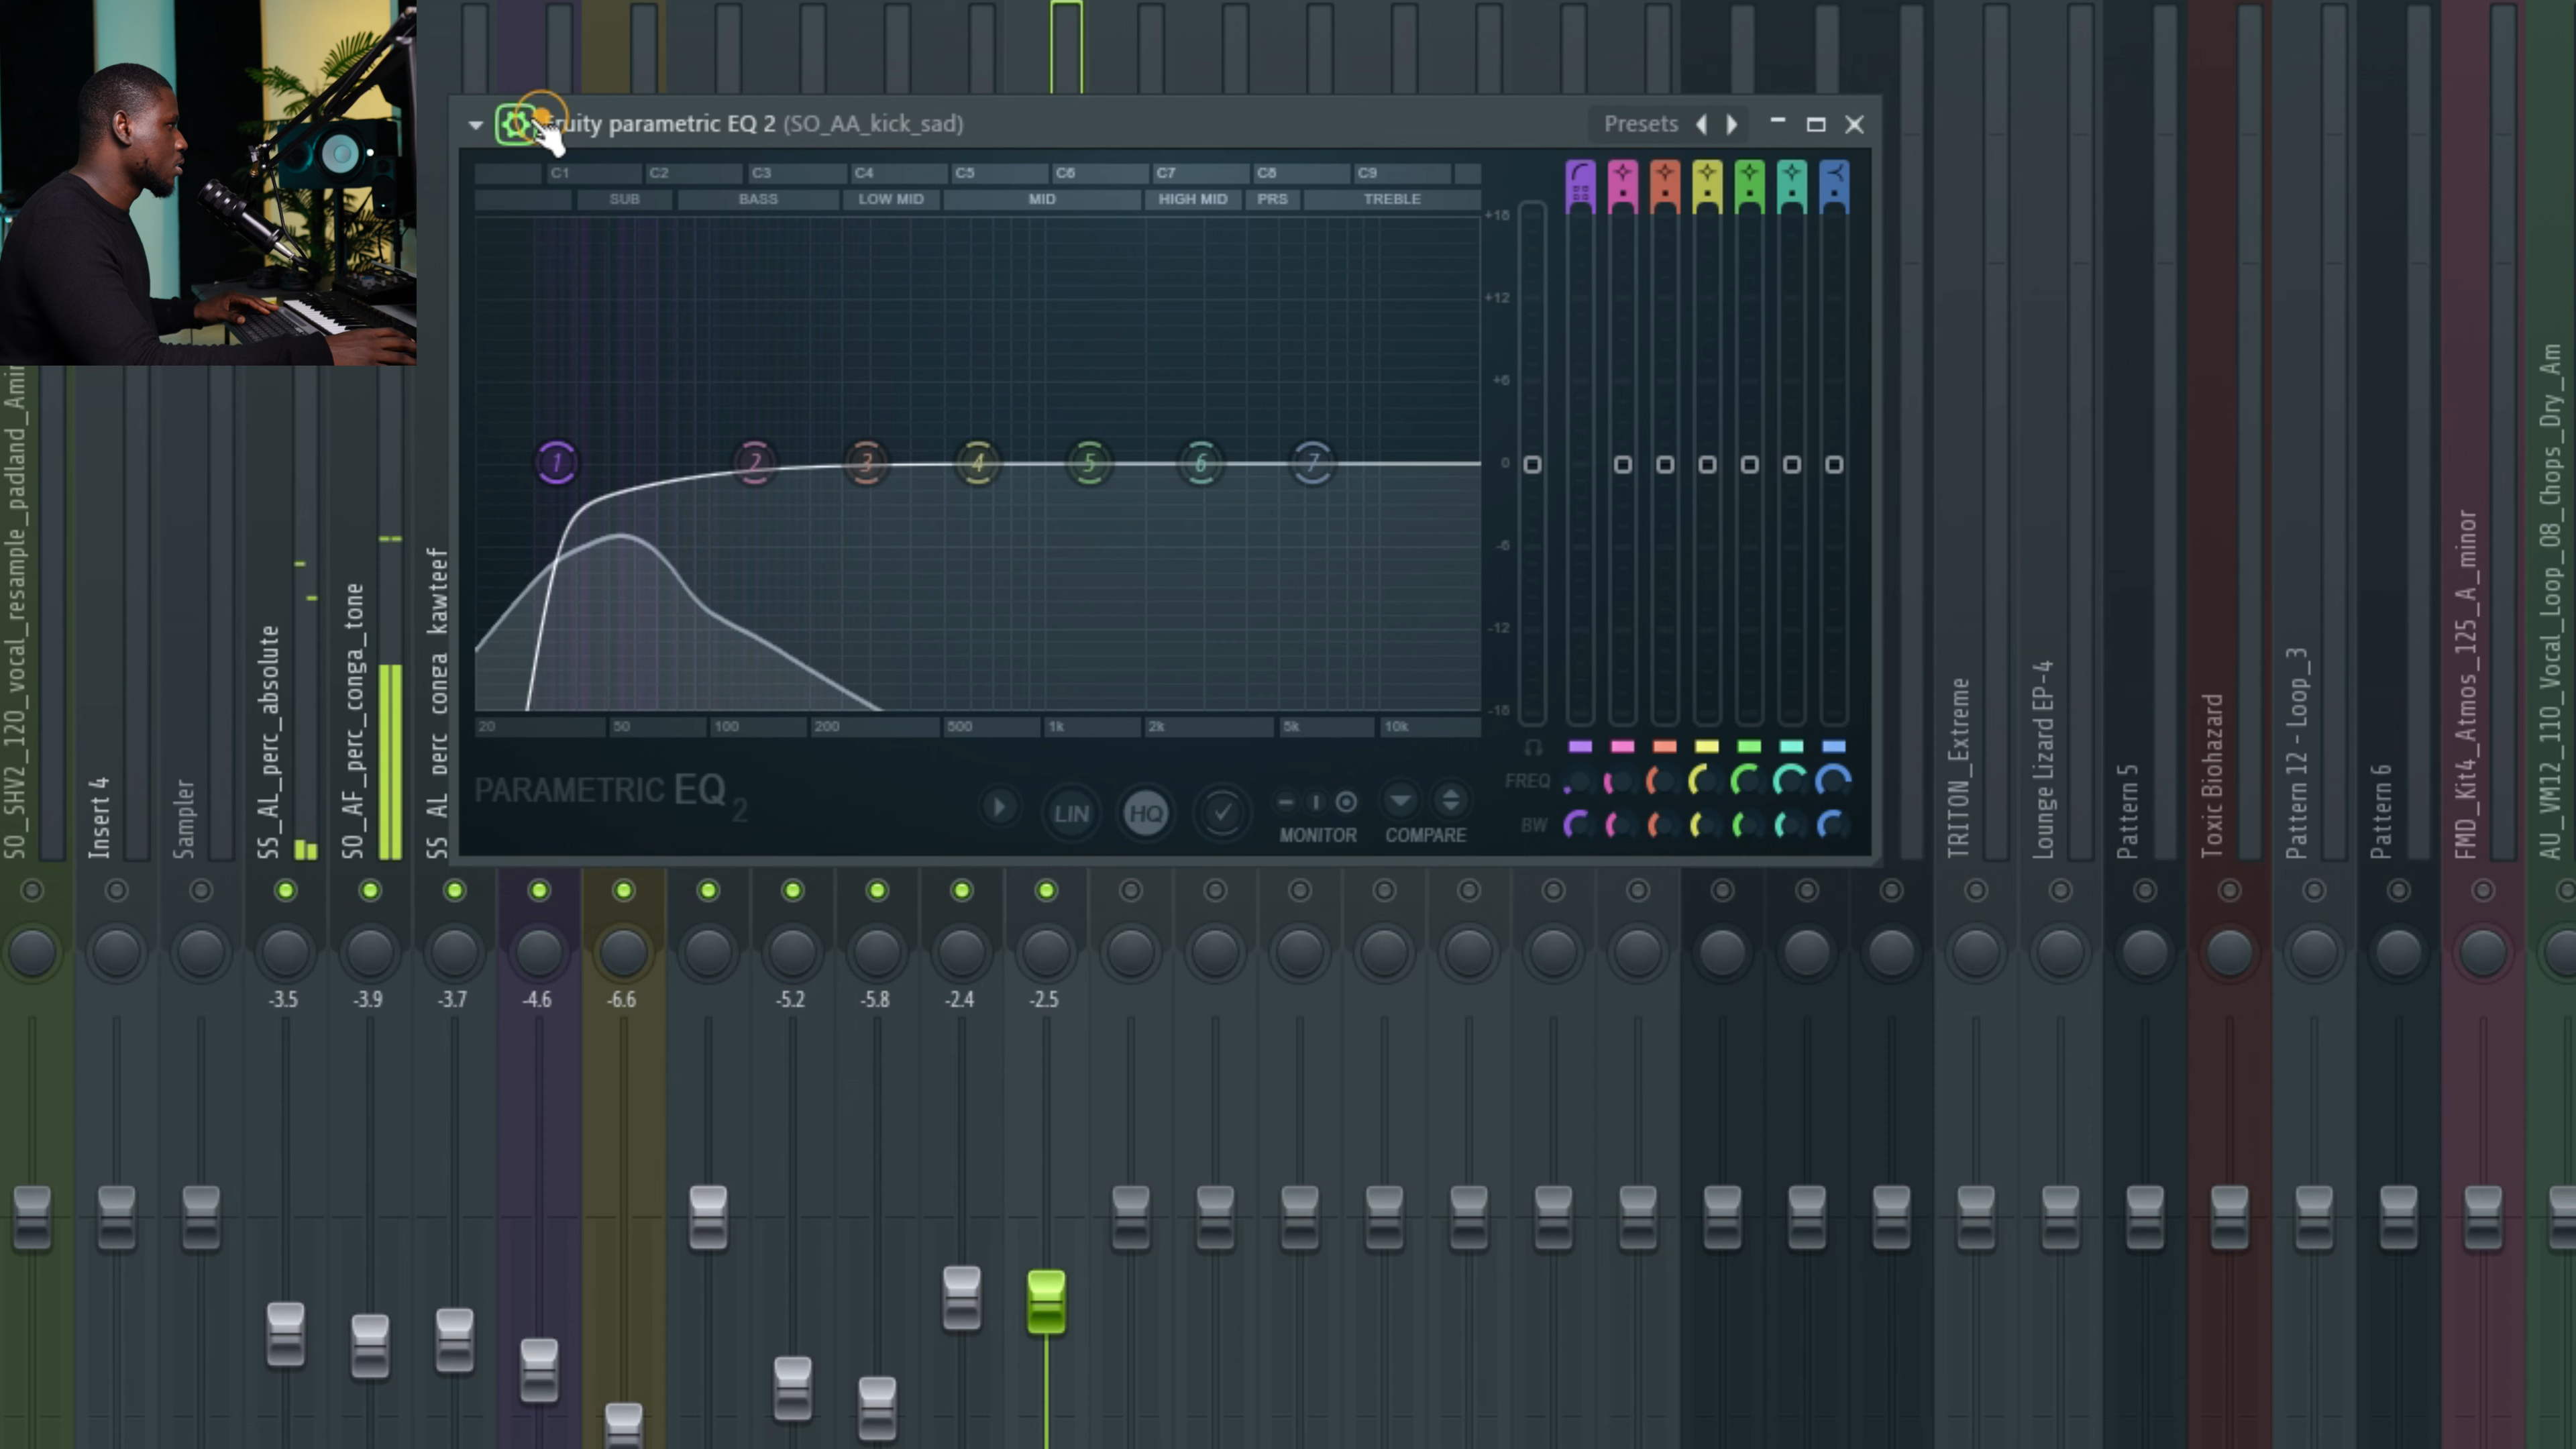 Fruity parametric EQ 2 (SO_AA_kick_sad)
Presets
C1 C2 C3 C4 C5 C6 C7 C8 C9
SUB BASS LOW MID MID HIGH MID PRS TREBLE
+18
+12
+6
0
-6
-12
-18
1 2 3 4 5 6 7
20 50 100 200 500 1k 2k 5k 10k
PARAMETRIC EQ 2
LIN HQ
MONITOR COMPARE
FREQ
BW
SO_SHV2_120_vocal_resample_padland_Amin
Insert 4
Sampler
SS_AL_perc_absolute
SO_AF_perc_conga_tone
SS_AL_perc_conga_kawteef
TRITON_Extreme
Lounge Lizard EP-4
Pattern 5
Toxic Biohazard
Pattern 12 - Loop_3
Pattern 6
FMD_Kit4_Atmos_125_A_minor
AU_VM12_110_Vocal_Loop_08_Chops_Dry_Am
-3.5 -3.9 -3.7 -4.6 -6.6 -5.2 -5.8 -2.4 -2.5